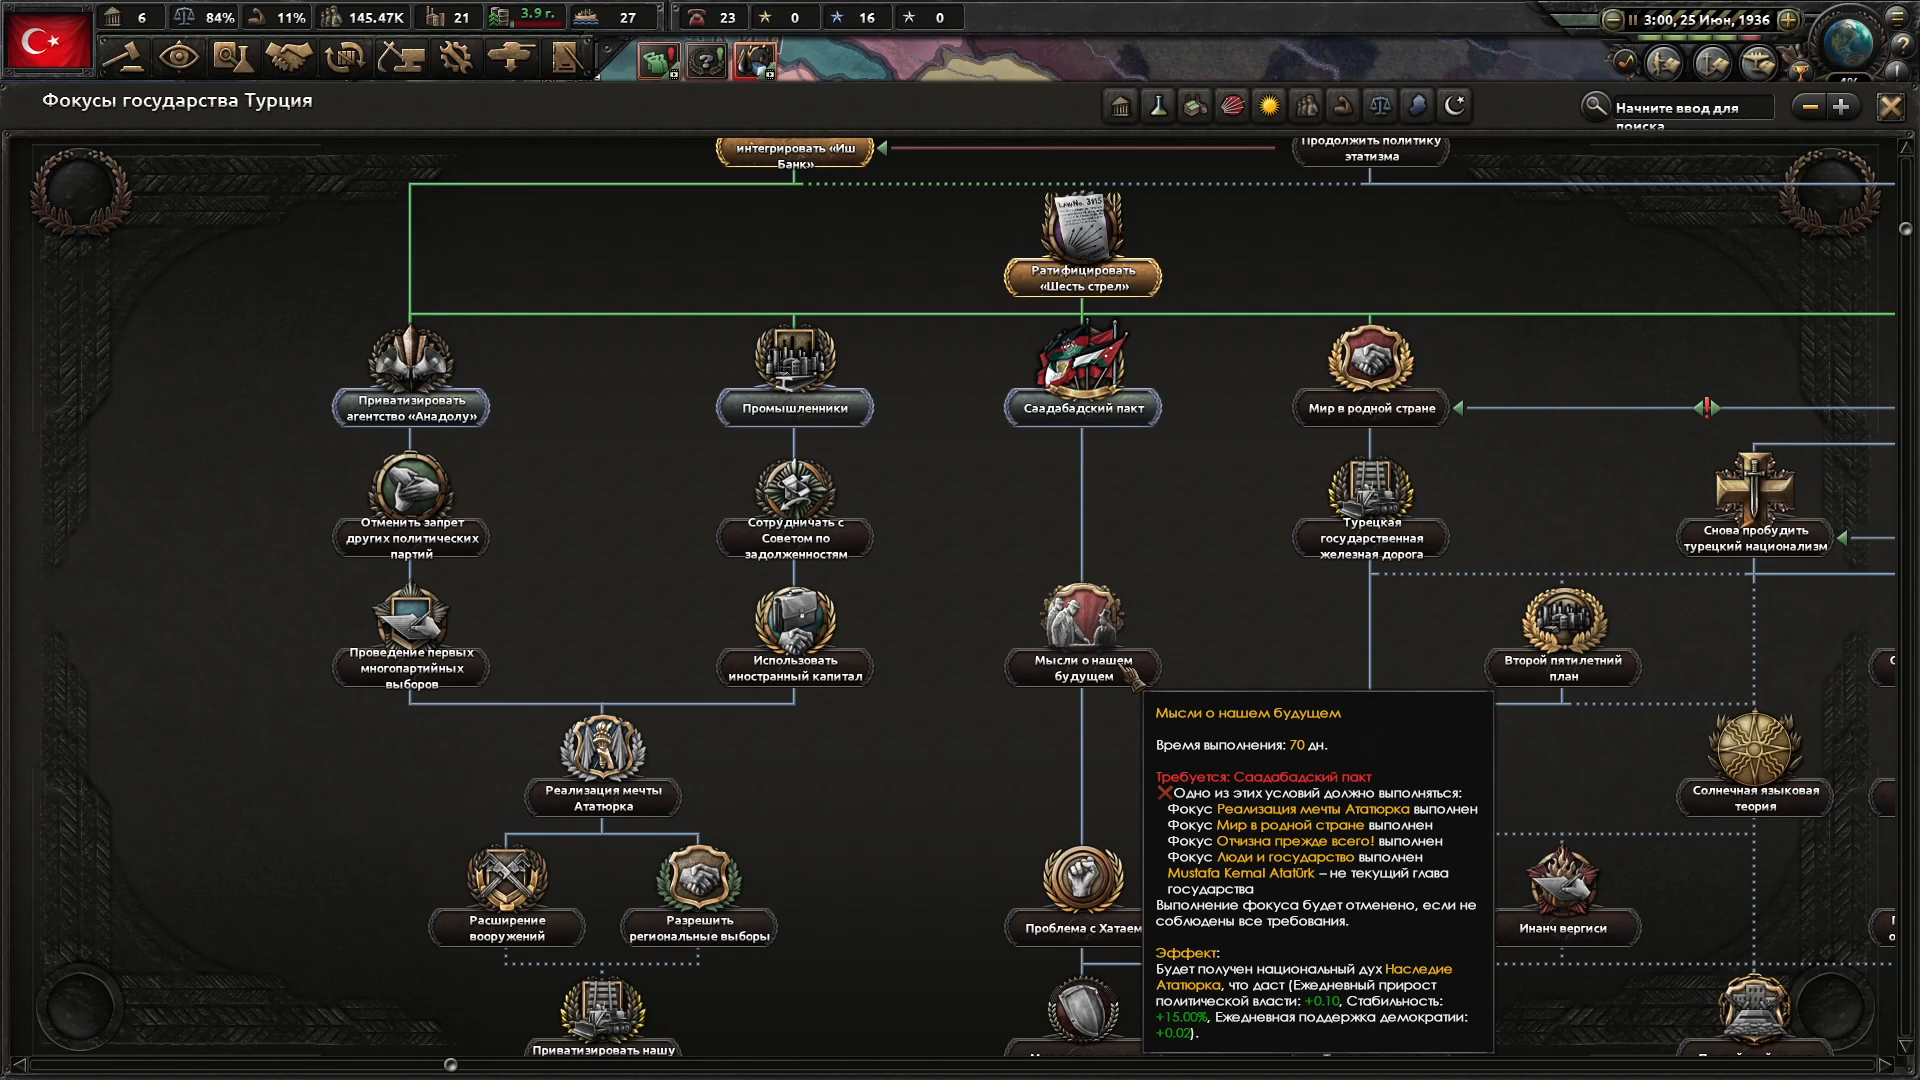 6
84%
11%
145.47K
21
3.9 г.
27
23
0
16
0
3:00, 25 Июн, 1936
4%
Фокусы государства Турция
Начните ввод для
поиска
интегрировать «Иш
Банк»
Продолжить политику
этатизма
LAW No. 3115
Ратифицировать
«Шесть стрел»
Приватизировать
агентство «Анадолу»
Промышленники
Саадабадский пакт
Мир в родной стране
Отменить запрет
других политических
партий
Сотрудничать с
Советом по
задолженностям
Турецкая
государственная
железная дорога
Снова пробудить
турецкий национализм
Проведение первых
многопартийных
выборов
Использовать
иностранный капитал
Мысли о нашем
будущем
Второй пятилетний
план
Реализация мечты
Ататюрка
Солнечная языковая
теория
Расширение
вооружений
Разрешить
региональные выборы
Проблема с Хатаем
Инанч вергиси
Приватизировать нашу
Мысли о нашем будущем
Время выполнения: 70 дн.
Требуется: Саадабадский пакт
Одно из этих условий должно выполняться:
Фокус Реализация мечты Ататюрка выполнен
Фокус Мир в родной стране выполнен
Фокус Отчизна прежде всего! выполнен
Фокус Люди и государство выполнен
Mustafa Kemal Atatürk – не текущий глава
государства
Выполнение фокуса будет отменено, если не
соблюдены все требования.
Эффект:
Будет получен национальный дух Наследие
Ататюрка, что даст (Ежедневный прирост
политической власти: +0.10, Стабильность:
+15.00%, Ежедневная поддержка демократии:
+0.02).